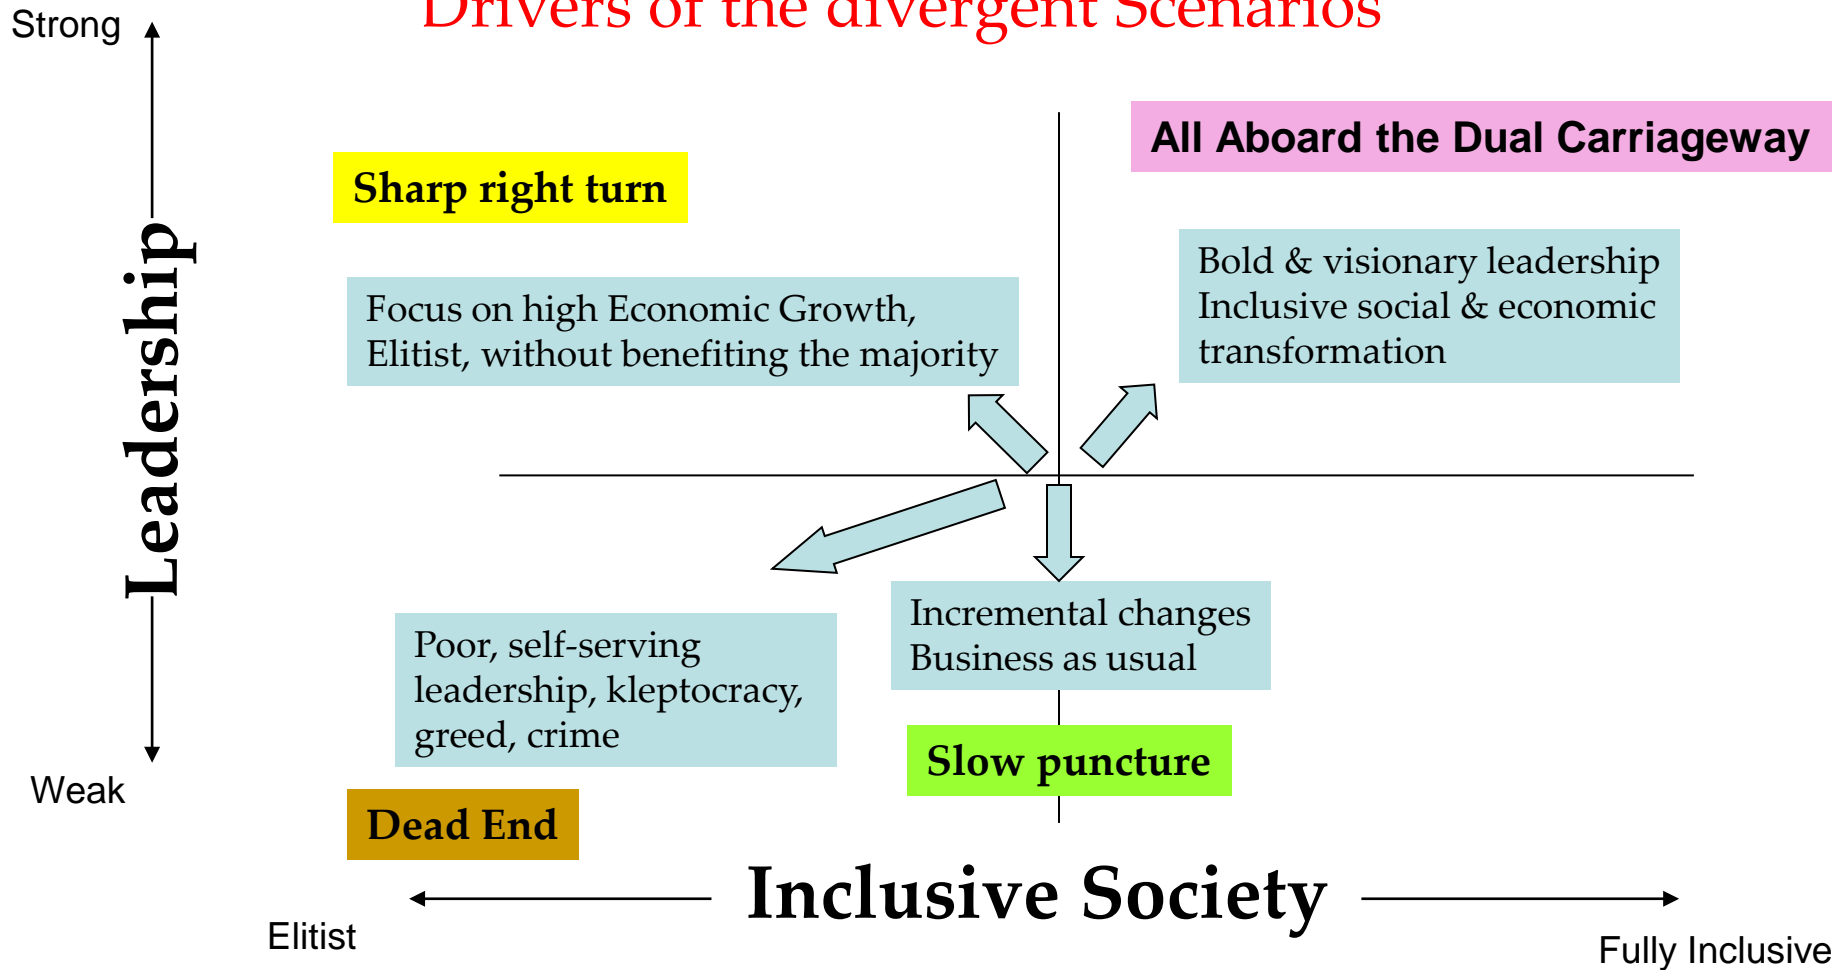 Drivers of the divergent Scenarios
Strong
All Aboard the Dual Carriageway
Sharp right turn
Bold & visionary leadership
Inclusive social & economic
transformation
Focus on high Economic Growth,
Elitist, without benefiting the majority
Leadership
Incremental changes
Business as usual
Poor, self-serving
leadership, kleptocracy,
greed, crime
Slow puncture
Weak
Dead End
Inclusive Society
Elitist
Fully Inclusive